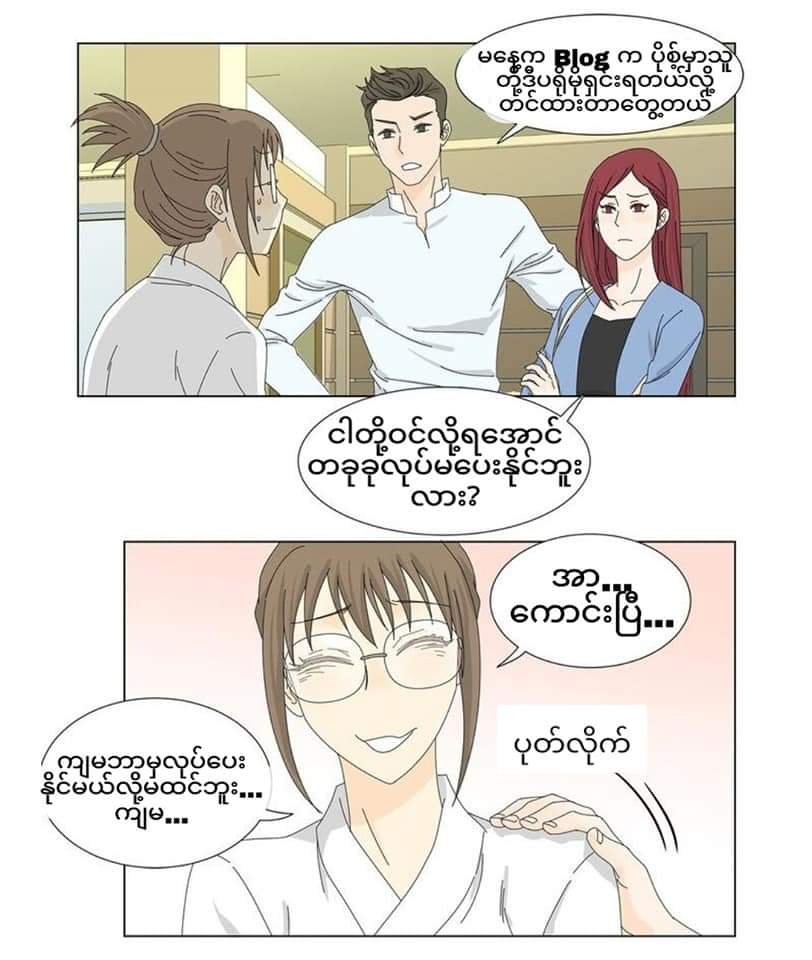 မနေ့က Blog က ပို့စ်မှာသူ
တို့ဒီပရိုမိုရှင်းရတယ်လို့
တင်ထားတာတွေ့တယ်
ငါတို့ဝင်လို့ရအောင်
တခုခုလုပ်မပေးနိုင်ဘူး
လား?
အာ...
ကောင်းပြီ...
ပုတ်လိုက်
ကျမဘာမှလုပ်ပေး
နိုင်မယ်လို့မထင်ဘူး...
ကျမ...